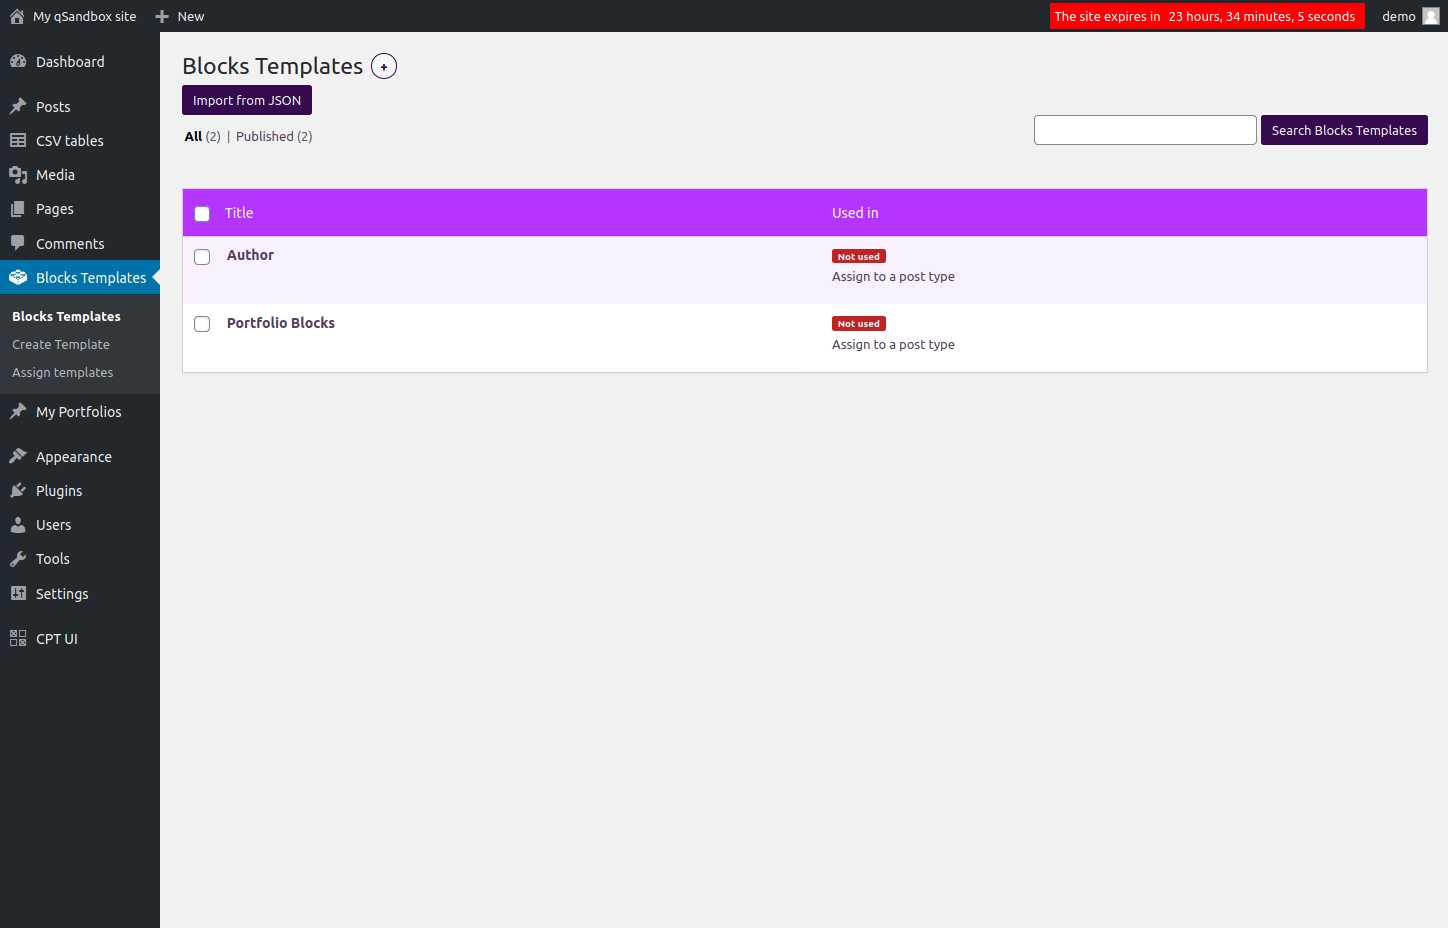 My qSandbox site New The site expires in 23 hours, 34 minutes, 5 seconds demo
Dashboard
Posts
CSV tables
Media
Pages
Comments
Blocks Templates
Blocks Templates
Create Template
Assign templates
My Portfolios
Appearance
Plugins
Users
Tools
Settings
CPT UI
Blocks Templates +
Import from JSON
All (2) | Published (2)
Search Blocks Templates
Title Used in
Author Not used
Assign to a post type
Portfolio Blocks Not used
Assign to a post type